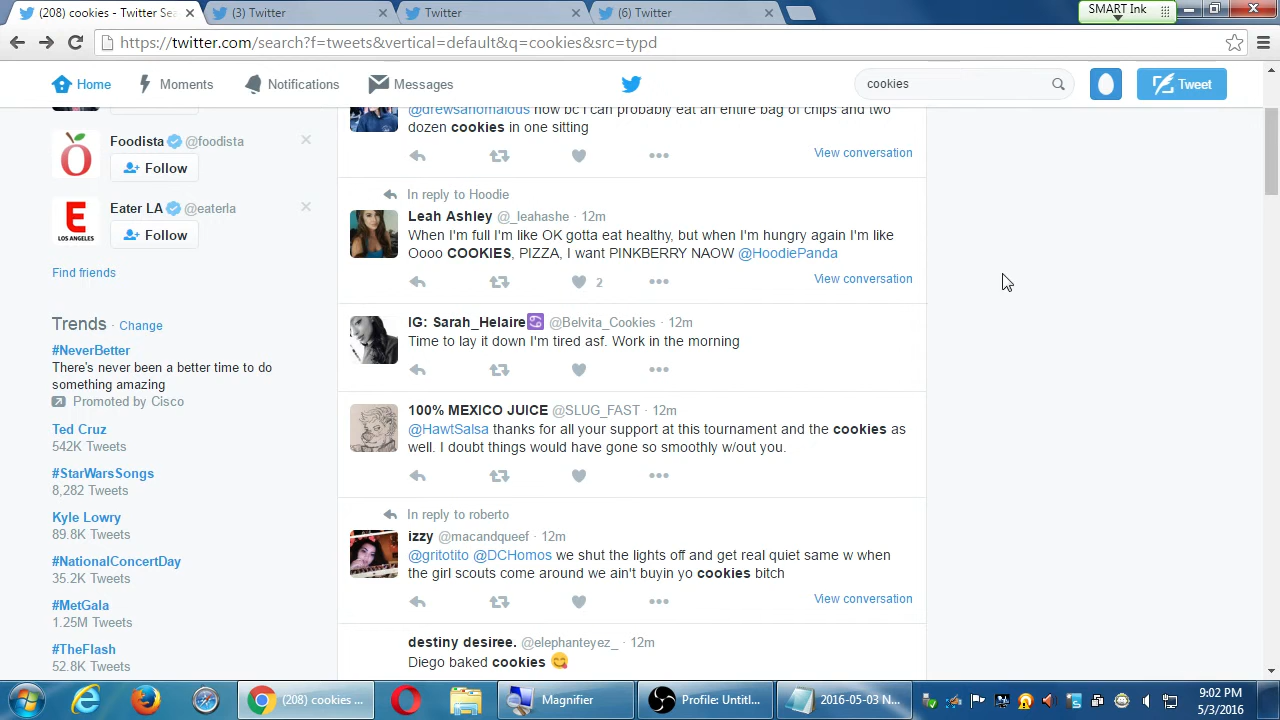 (208) cookies - Twitter Sea
(3) Twitter
Twitter
(6) Twitter
SMART Ink
https://twitter.com/search?f=tweets&vertical=default&q=cookies&src=typd
Home
Moments
Notifications
Messages
cookies
Tweet
Foodista @foodista
Follow
E
LOS ANGELES
Eater LA @eaterla
Follow
Find friends
Trends · Change
#NeverBetter
There's never been a better time to do
something amazing
Promoted by Cisco
Ted Cruz
542K Tweets
#StarWarsSongs
8,282 Tweets
Kyle Lowry
89.8K Tweets
#NationalConcertDay
35.2K Tweets
#MetGala
1.25M Tweets
#TheFlash
52.8K Tweets
@drewsanomalous how bc I can probably eat an entire bag of chips and two
dozen cookies in one sitting
View conversation
In reply to Hoodie
Leah Ashley @_leahashe · 12m
When I'm full I'm like OK gotta eat healthy, but when I'm hungry again I'm like
Oooo COOKIES, PIZZA, I want PINKBERRY NAOW @HoodiePanda
2
View conversation
IG: Sarah_Helaire♋ @Belvita_Cookies · 12m
Time to lay it down I'm tired asf. Work in the morning
100% MEXICO JUICE @SLUG_FAST · 12m
@HawtSalsa thanks for all your support at this tournament and the cookies as
well. I doubt things would have gone so smoothly w/out you.
In reply to roberto
izzy @macandqueef · 12m
@gritotito @DCHomos we shut the lights off and get real quiet same w when
the girl scouts come around we ain't buyin yo cookies bitch
View conversation
destiny desiree. @elephanteyez_ · 12m
Diego baked cookies 😋
(208) cookies ...
Magnifier
Profile: Untitl...
2016-05-03 N...
9:02 PM
5/3/2016